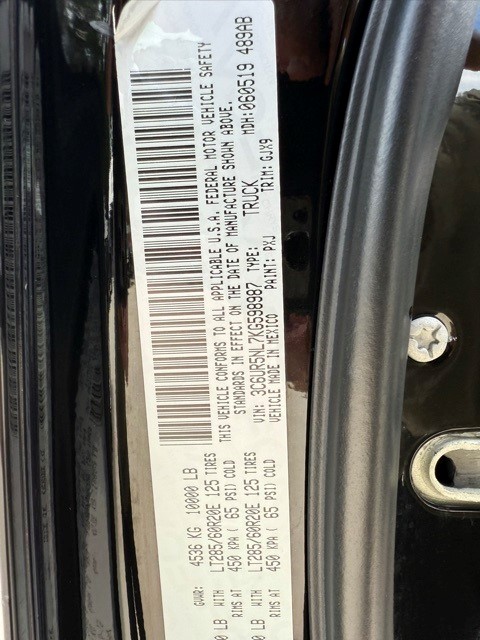 GVWR: 4536 KG 10000 LB
LB WITH LT285/60R20E 125 TIRES
RIMS AT 450 KPA ( 65 PSI) COLD
LB WITH LT285/60R20E 125 TIRES
RIMS AT 450 KPA ( 65 PSI) COLD
THIS VEHICLE CONFORMS TO ALL APPLICABLE U.S.A. FEDERAL MOTOR VEHICLE SAFETY
STANDARDS IN EFFECT ON THE DATE OF MANUFACTURE SHOWN ABOVE.
VIN: 3C6UR5NL7KG598987 TYPE: TRUCK MDH:060519 489AB
VEHICLE MADE IN MEXICO PAINT: PXJ TRIM: GJX9